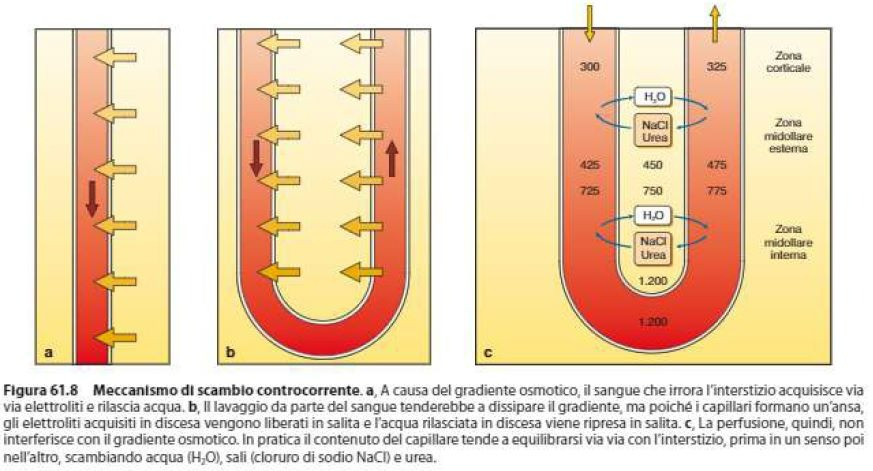 300
325
Zona
corticale
H₂O
NaCl
Urea
Zona
midollare
esterna
425
450
475
725
750
775
H₂O
NaCl
Urea
Zona
midollare
interna
1.200
1.200
a
b
c
Figura 61.8 Meccanismo di scambio controcorrente. a, A causa del gradiente osmotico, il sangue che irrora l'interstizio acquisisce via
via elettroliti e rilascia acqua. b, Il lavaggio da parte del sangue tenderebbe a dissipare il gradiente, ma poiché i capillari formano un'ansa,
gli elettroliti acquisiti in discesa vengono liberati in salita e l'acqua rilasciata in discesa viene ripresa in salita. c, La perfusione, quindi, non
interferisce con il gradiente osmotico. In pratica il contenuto del capillare tende a equilibrarsi via via con l'interstizio, prima in un senso poi
nell'altro, scambiando acqua (H₂O), sali (cloruro di sodio NaCl) e urea.